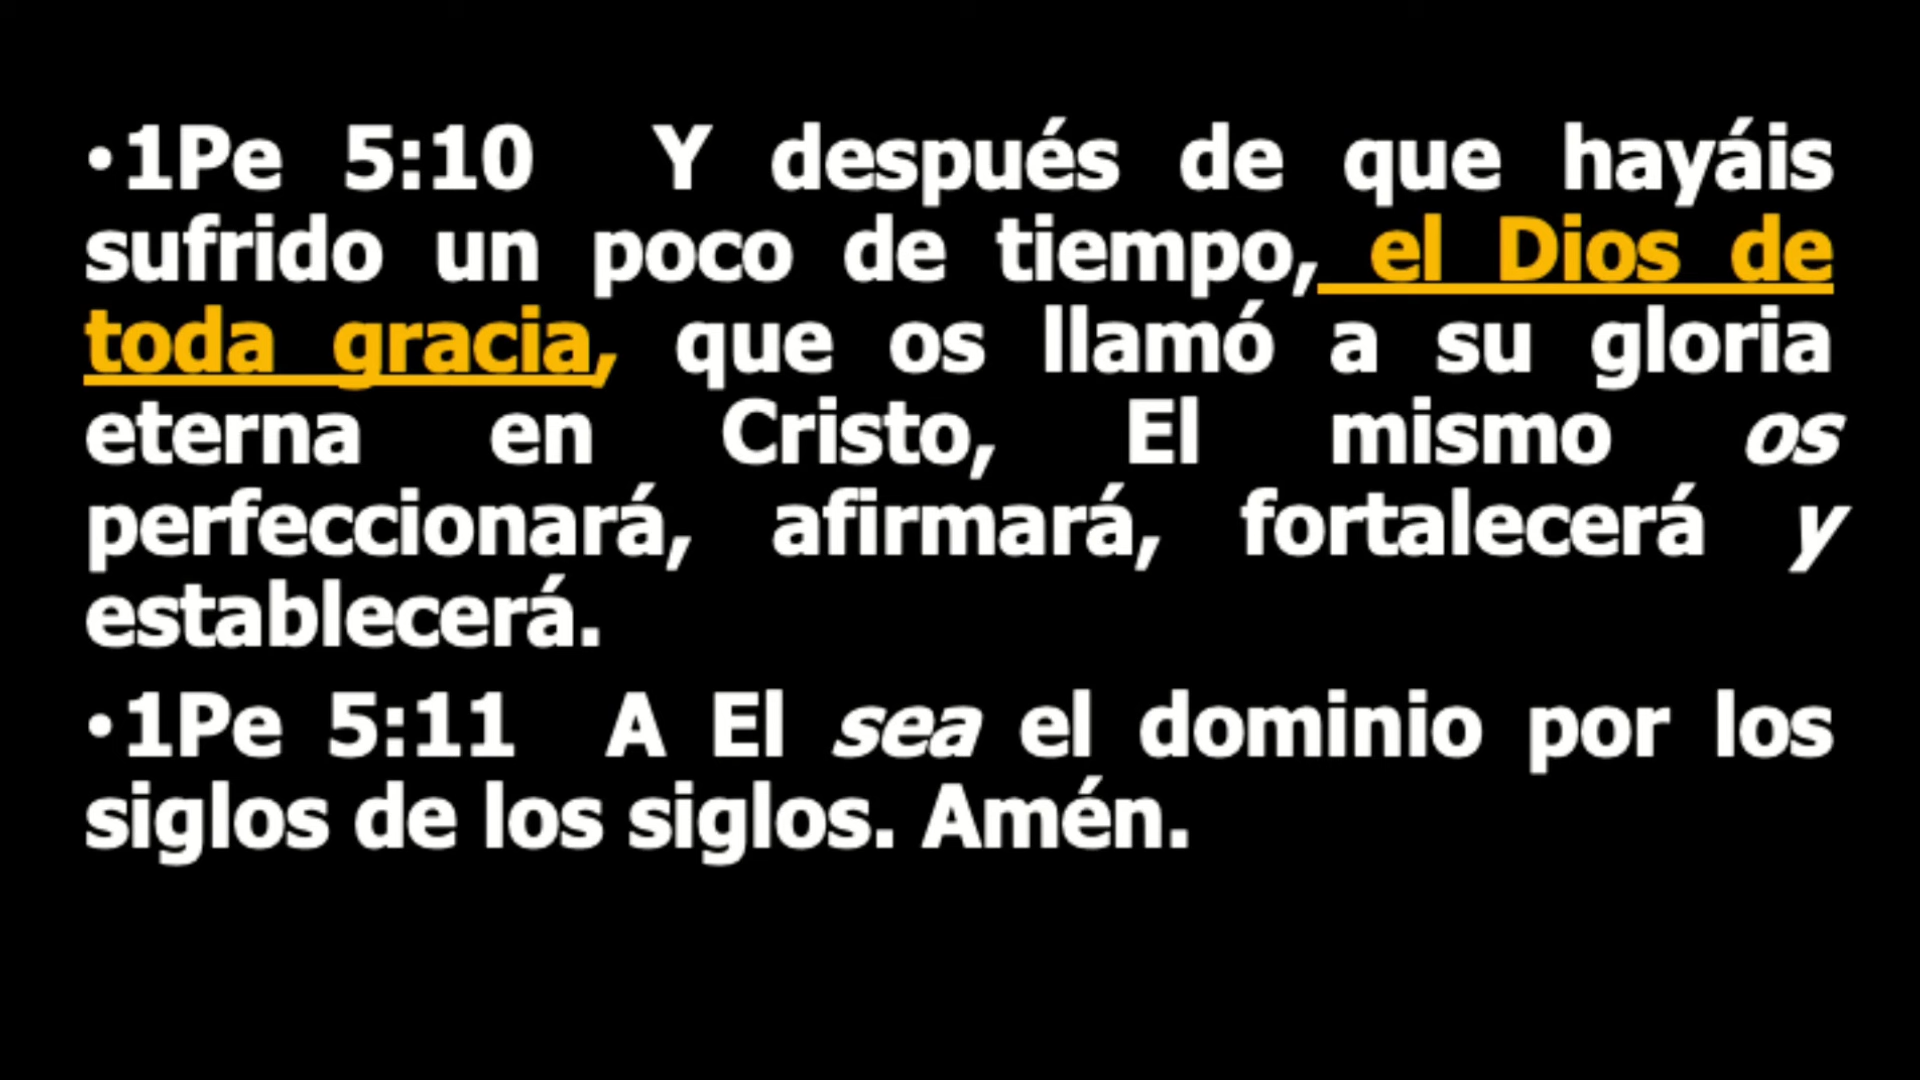 •1Pe 5:10 Y después de que hayáis
sufrido un poco de tiempo, el Dios de
toda gracia, que os llamó a su gloria
eterna en Cristo, El mismo os
perfeccionará, afirmará, fortalecerá y
establecerá.
•1Pe 5:11 A El sea el dominio por los
siglos de los siglos. Amén.